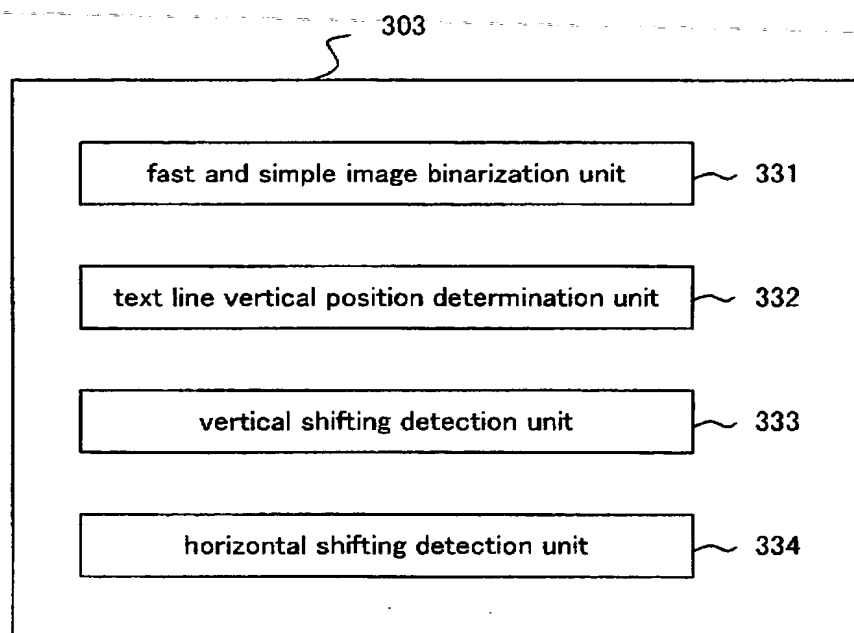 303
fast and simple image binarization unit 331
text line vertical position determination unit 332
vertical shifting detection unit 333
horizontal shifting detection unit 334